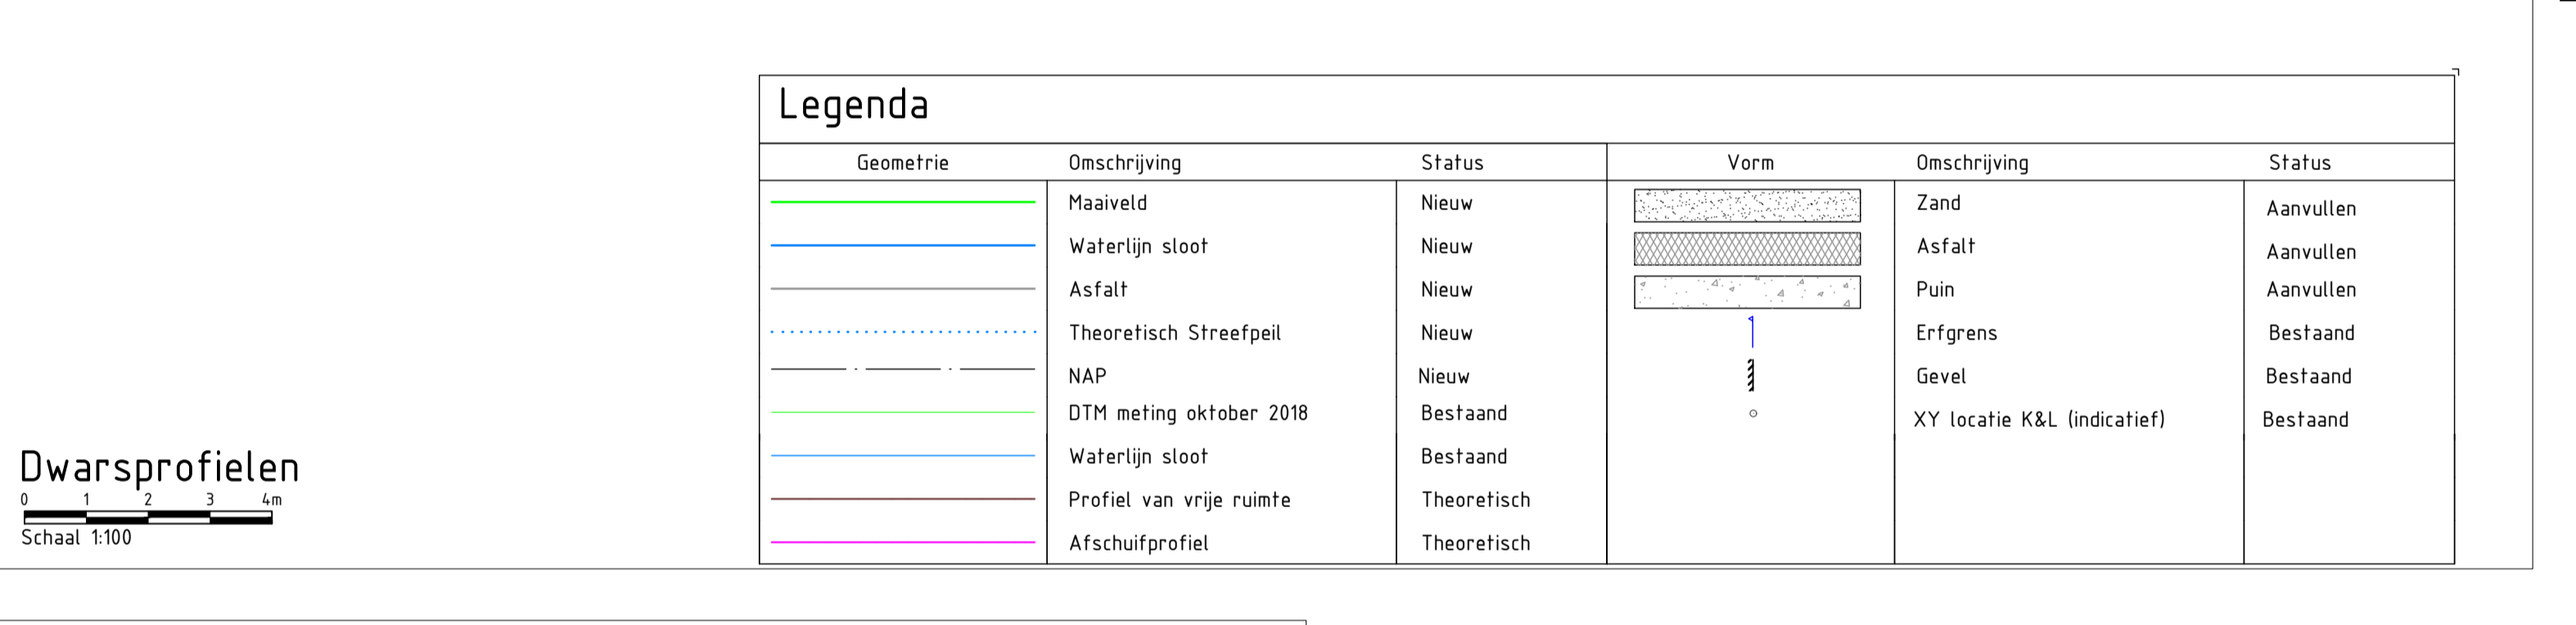 Legenda
Geometrie Omschrijving Status Vorm Omschrijving Status
Maaiveld Nieuw Zand Aanvullen
Waterlijn sloot Nieuw Asfalt Aanvullen
Asfalt Nieuw Puin Aanvullen
Theoretisch Streefpeil Nieuw Erfgrens Bestaand
NAP Nieuw Gevel Bestaand
DTM meting oktober 2018 Bestaand XY locatie K&L (indicatief) Bestaand
Waterlijn sloot Bestaand
Profiel van vrije ruimte Theoretisch
Afschuifprofiel Theoretisch
Dwarsprofielen
0 1 2 3 4m
Schaal 1:100